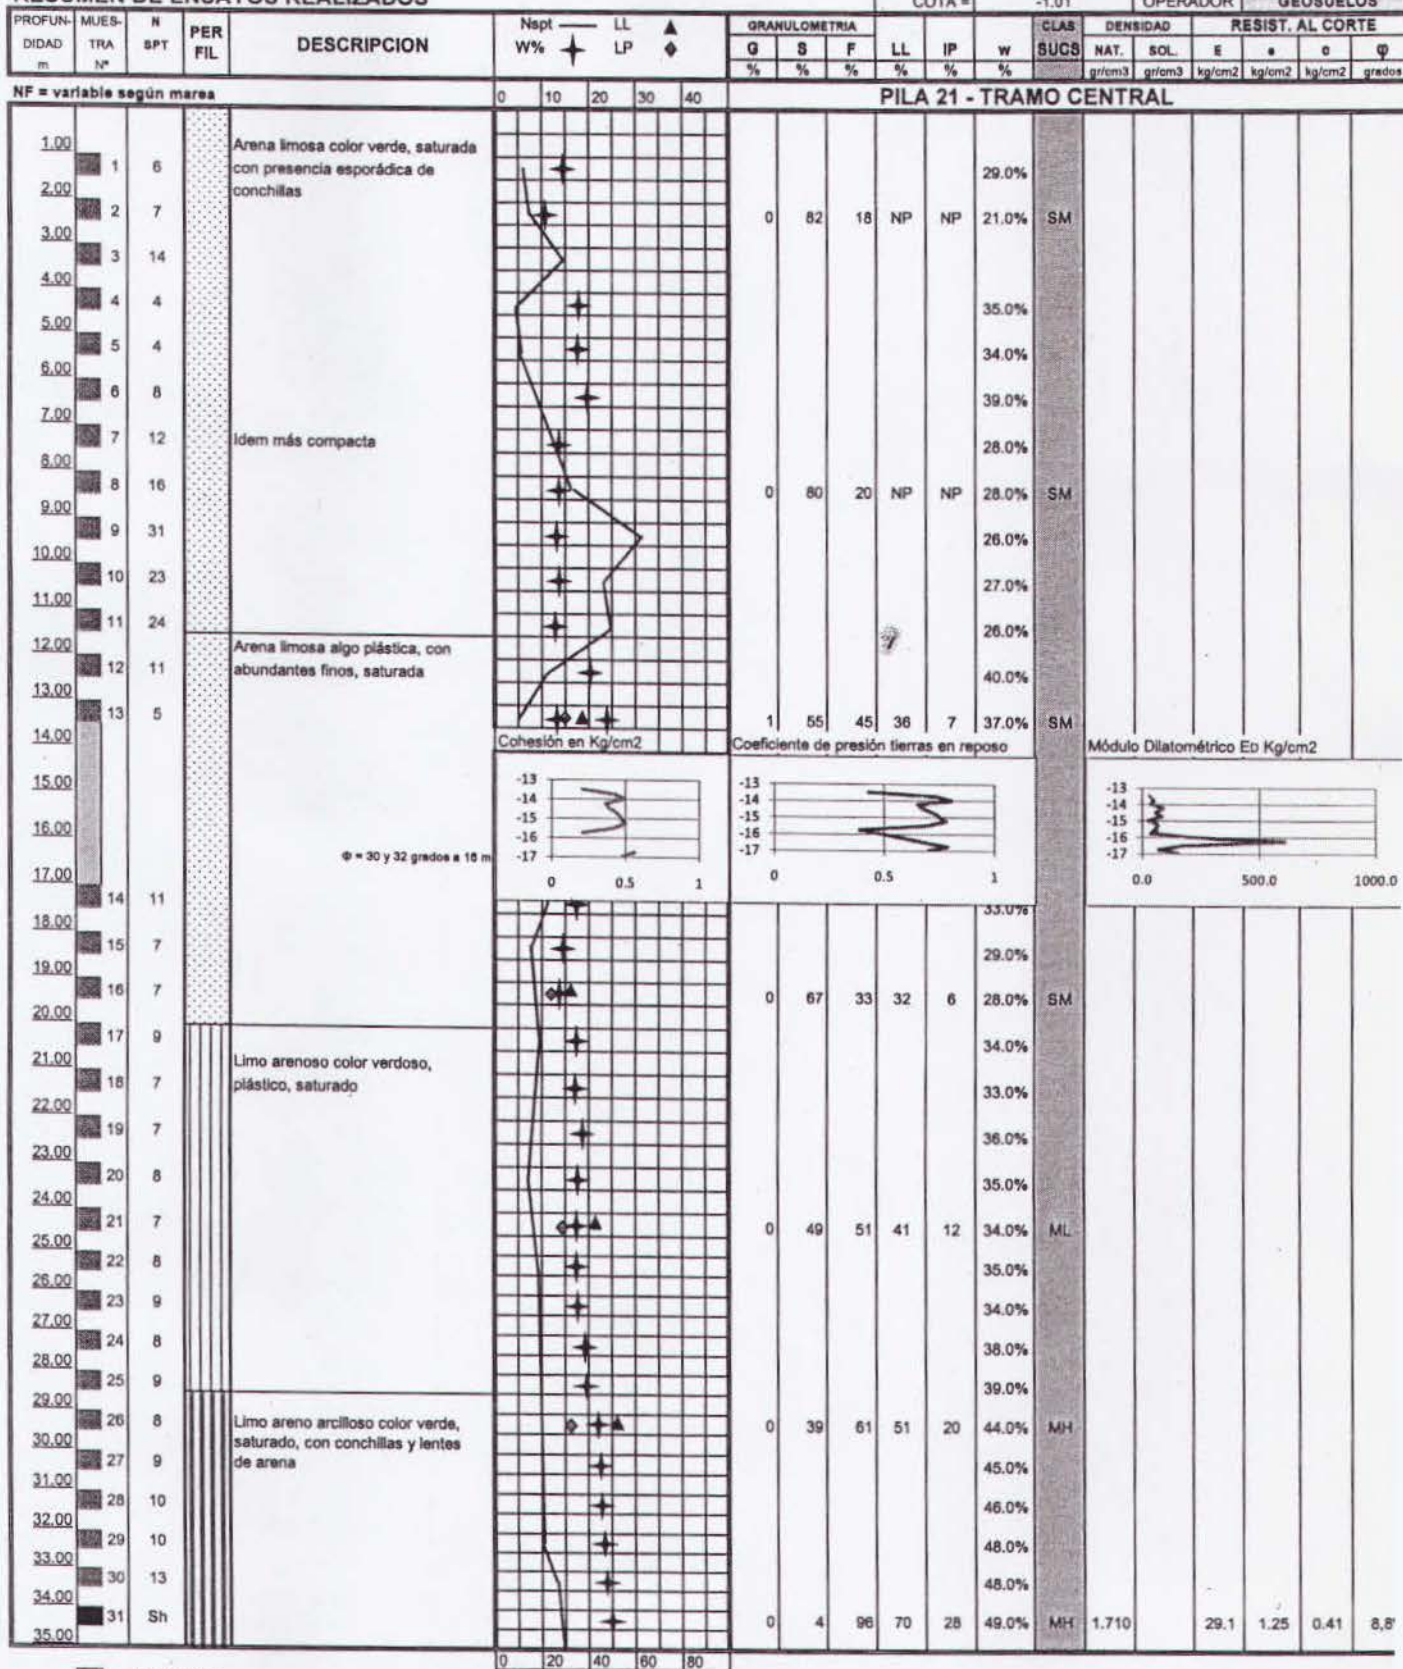 RESUMEN DE ENSAYOS REALIZADOS COTA = -1.01 OPERADOR GEOSUELOS
PROFUN- MUES- N PER Nspt LL GRANULOMETRIA CLAS DENSIDAD RESIST. AL CORTE
DIDAD TRA SPT FIL DESCRIPCION W% LP G S F LL IP w SUCS NAT. SOL. E e c φ
m Nº % % % % % % gr/cm3 gr/cm3 kg/cm2 kg/cm2 kg/cm2 grados
NF = variable según marea 0 10 20 30 40 PILA 21 - TRAMO CENTRAL
1.00 Arena limosa color verde, saturada
1 6 con presencia esporádica de 29.0%
2.00 conchillas
2 7 0 82 18 NP NP 21.0% SM
3.00
3 14
4.00
4 4 35.0%
5.00
5 4 34.0%
6.00
6 8 39.0%
7.00
7 12 Idem más compacta 28.0%
8.00
8 16 0 80 20 NP NP 28.0% SM
9.00
9 31 26.0%
10.00
10 23 27.0%
11.00
11 24 26.0%
12.00 Arena limosa algo plástica, con
12 11 abundantes finos, saturada 40.0%
13.00
13 5 1 55 45 36 7 37.0% SM
14.00 Cohesión en Kg/cm2 Coeficiente de presión tierras en reposo Módulo Dilatométrico ED Kg/cm2
15.00 -13 -13 -13
-14 -14 -14
16.00 -15 -15 -15
-16 -16 -16
Φ = 30 y 32 grados a 16 m -17 -17 -17
17.00 0 0.5 1 0 0.5 1 0.0 500.0 1000.0
14 11 33.0%
18.00
15 7 29.0%
19.00
16 7 0 67 33 32 6 28.0% SM
20.00
17 9 34.0%
21.00 Limo arenoso color verdoso,
18 7 plástico, saturado 33.0%
22.00
19 7 36.0%
23.00
20 8 35.0%
24.00
21 7 0 49 51 41 12 34.0% ML
25.00
22 8 35.0%
26.00
23 9 34.0%
27.00
24 8 38.0%
28.00
25 9 39.0%
29.00
26 8 Limo areno arcilloso color verde, 0 39 61 51 20 44.0% MH
30.00 saturado, con conchillas y lentes
27 9 de arena 45.0%
31.00
28 10 46.0%
32.00
29 10 48.0%
33.00
30 13 48.0%
34.00
31 Sh 0 4 96 70 28 49.0% MH 1.710 29.1 1.25 0.41 8,8°
35.00
0 20 40 60 80